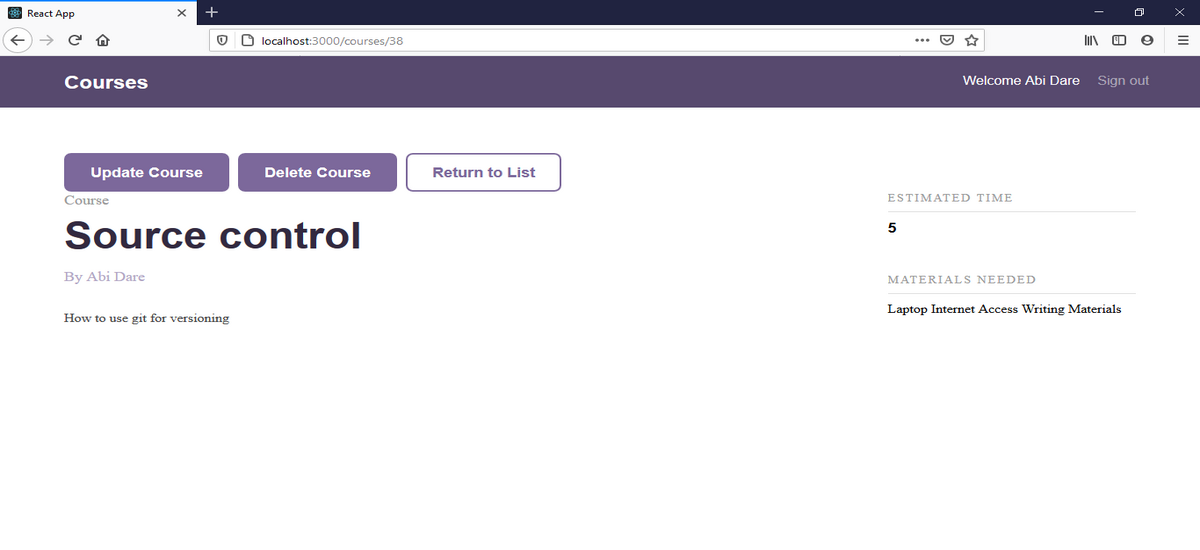 React App
localhost:3000/courses/38
Courses
Welcome Abi Dare Sign out
Update Course Delete Course Return to List
Course
Source control
By Abi Dare
How to use git for versioning
ESTIMATED TIME
5
MATERIALS NEEDED
Laptop Internet Access Writing Materials